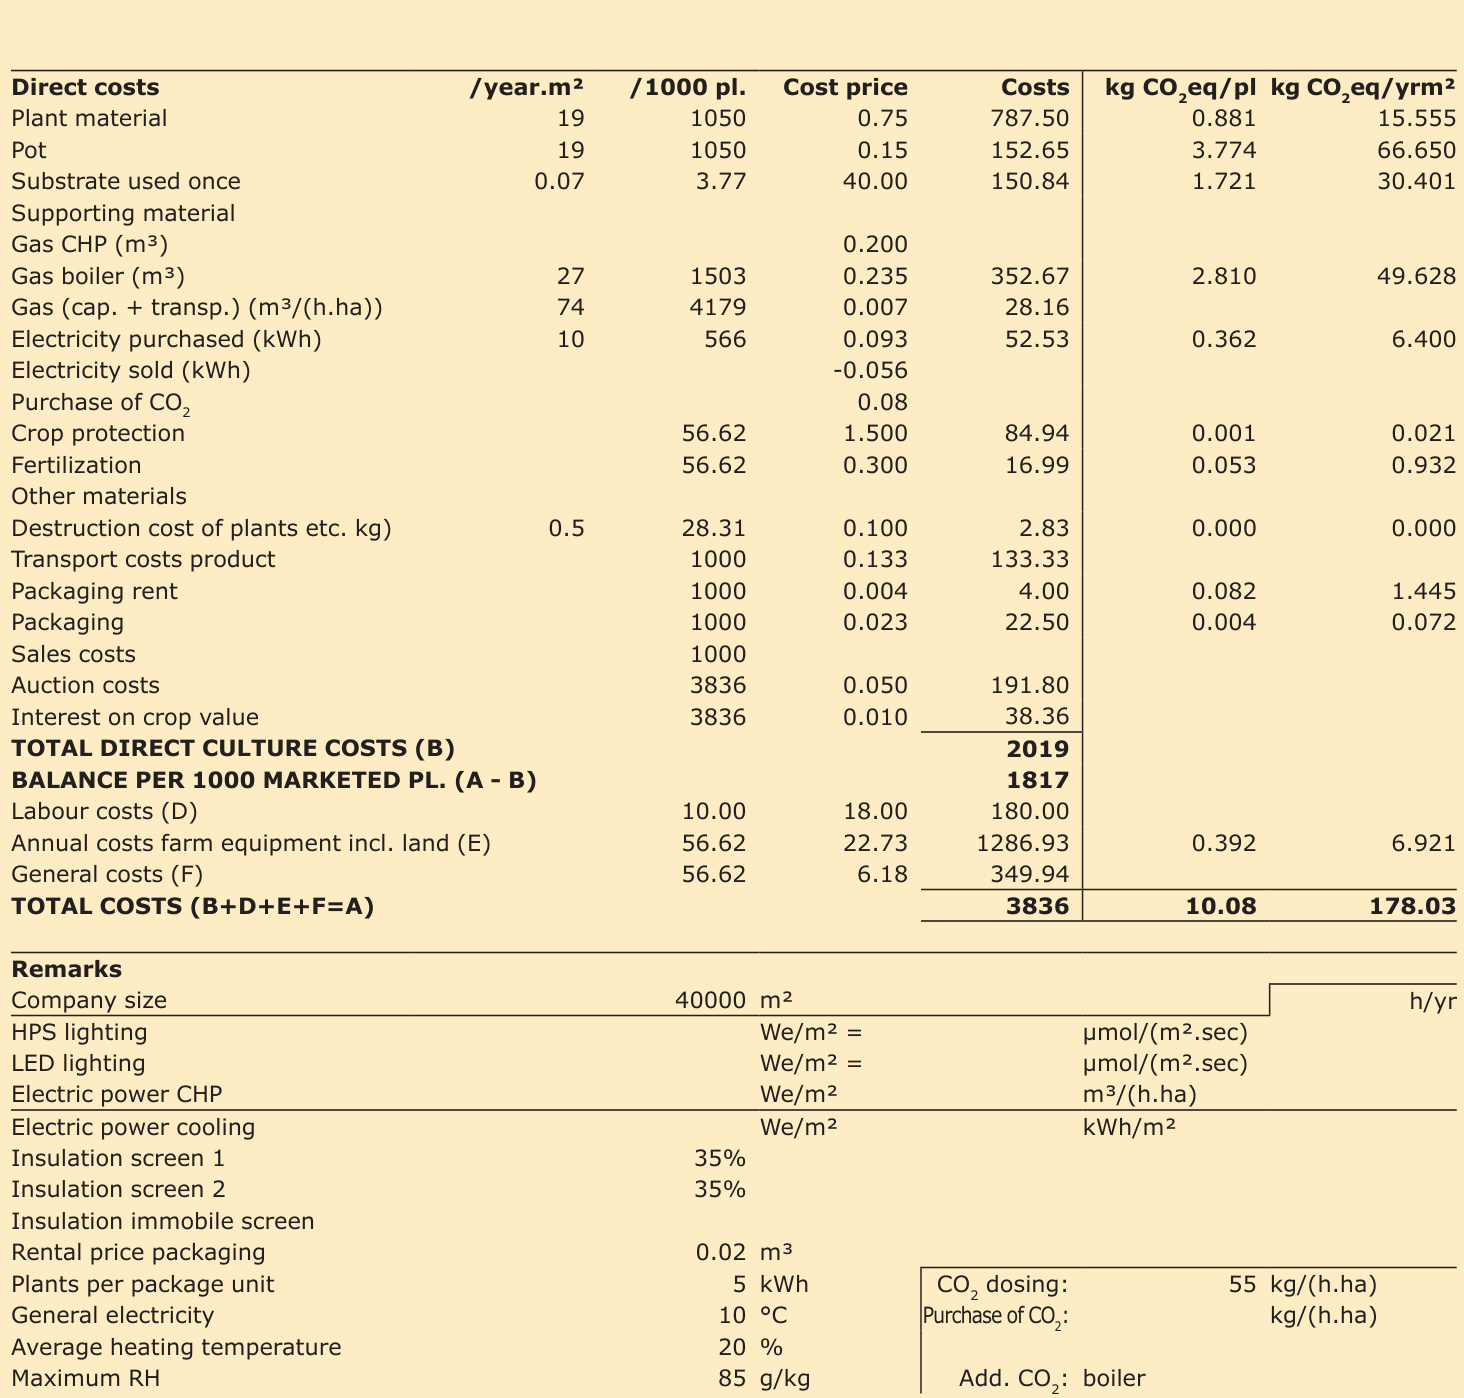 Direct costs /year.m² /1000 pl. Cost price Costs kg CO₂eq/pl kg CO₂eq/yrm²
Plant material 19 1050 0.75 787.50 0.881 15.555
Pot 19 1050 0.15 152.65 3.774 66.650
Substrate used once 0.07 3.77 40.00 150.84 1.721 30.401
Supporting material
Gas CHP (m³) 0.200
Gas boiler (m³) 27 1503 0.235 352.67 2.810 49.628
Gas (cap. + transp.) (m³/(h.ha)) 74 4179 0.007 28.16
Electricity purchased (kWh) 10 566 0.093 52.53 0.362 6.400
Electricity sold (kWh) -0.056
Purchase of CO₂ 0.08
Crop protection 56.62 1.500 84.94 0.001 0.021
Fertilization 56.62 0.300 16.99 0.053 0.932
Other materials
Destruction cost of plants etc. kg) 0.5 28.31 0.100 2.83 0.000 0.000
Transport costs product 1000 0.133 133.33
Packaging rent 1000 0.004 4.00 0.082 1.445
Packaging 1000 0.023 22.50 0.004 0.072
Sales costs 1000
Auction costs 3836 0.050 191.80
Interest on crop value 3836 0.010 38.36
TOTAL DIRECT CULTURE COSTS (B) 2019
BALANCE PER 1000 MARKETED PL. (A - B) 1817
Labour costs (D) 10.00 18.00 180.00
Annual costs farm equipment incl. land (E) 56.62 22.73 1286.93 0.392 6.921
General costs (F) 56.62 6.18 349.94
TOTAL COSTS (B+D+E+F=A) 3836 10.08 178.03
Remarks
Company size 40000 m² h/yr
HPS lighting We/m² = µmol/(m².sec)
LED lighting We/m² = µmol/(m².sec)
Electric power CHP We/m² m³/(h.ha)
Electric power cooling We/m² kWh/m²
Insulation screen 1 35%
Insulation screen 2 35%
Insulation immobile screen
Rental price packaging 0.02 m³
Plants per package unit 5 kWh CO₂ dosing: 55 kg/(h.ha)
General electricity 10 °C Purchase of CO₂: kg/(h.ha)
Average heating temperature 20 %
Maximum RH 85 g/kg Add. CO₂: boiler